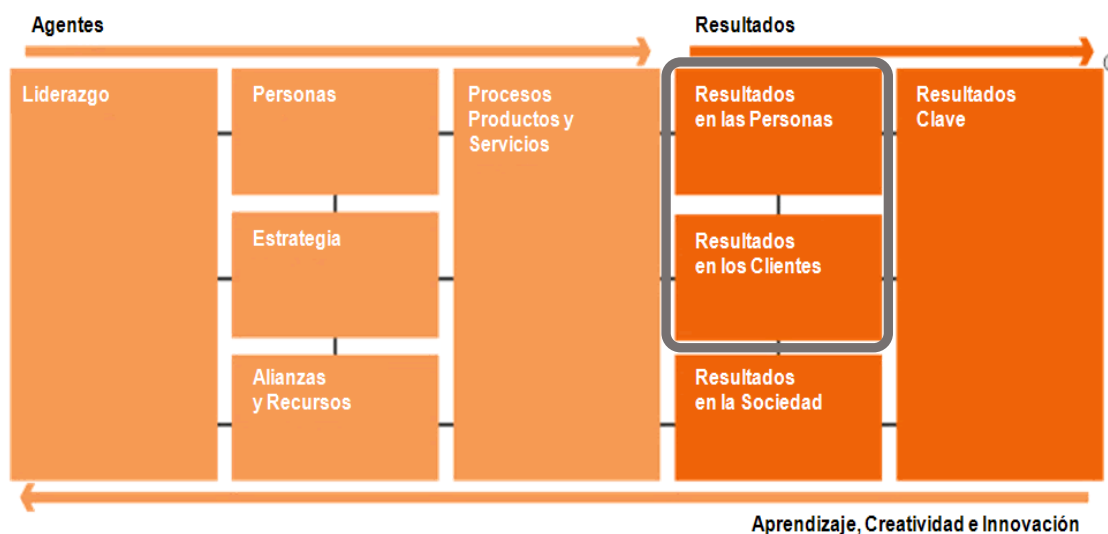 Agentes
Resultados
Liderazgo
Personas
Procesos
Productos y
Servicios
Resultados
en las Personas
Resultados
Clave
Estrategia
Resultados
en los Clientes
Alianzas
y Recursos
Resultados
en la Sociedad
Aprendizaje, Creatividad e Innovación